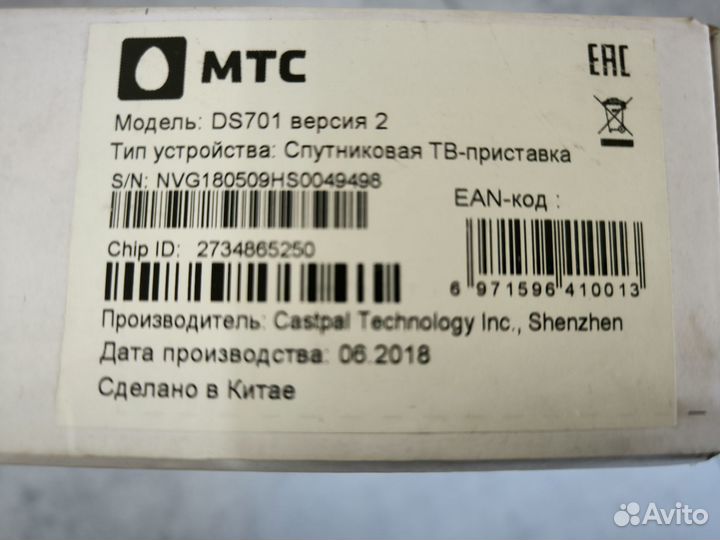 МТС
EAC
Модель: DS701 версия 2
Тип устройства: Спутниковая ТВ-приставка
S/N: NVG180509HS0049498
EAN-код :
Chip ID: 2734865250
6 971596 410013
Производитель: Castpal Technology Inc., Shenzhen
Дата производства: 06.2018
Сделано в Китае
Avito